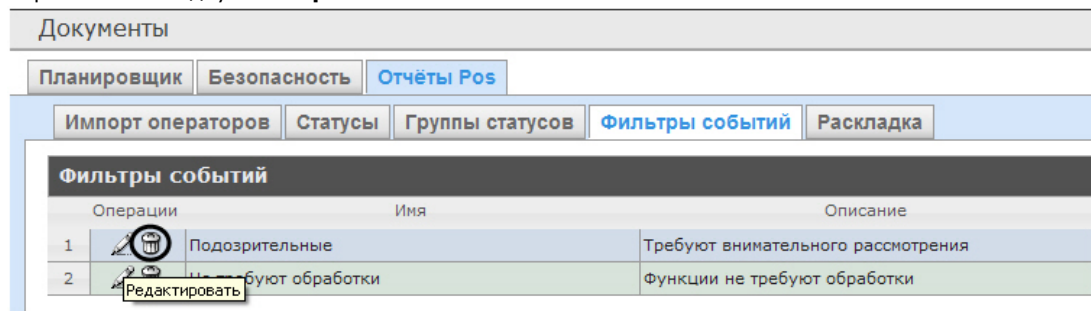 Документы
Планировщик Безопасность Отчёты Pos
Импорт операторов Статусы Группы статусов Фильтры событий Раскладка
Фильтры событий
Операции Имя Описание
1 Подозрительные Требуют внимательного рассмотрения
2 требуют обработки Функции не требуют обработки
Редактировать